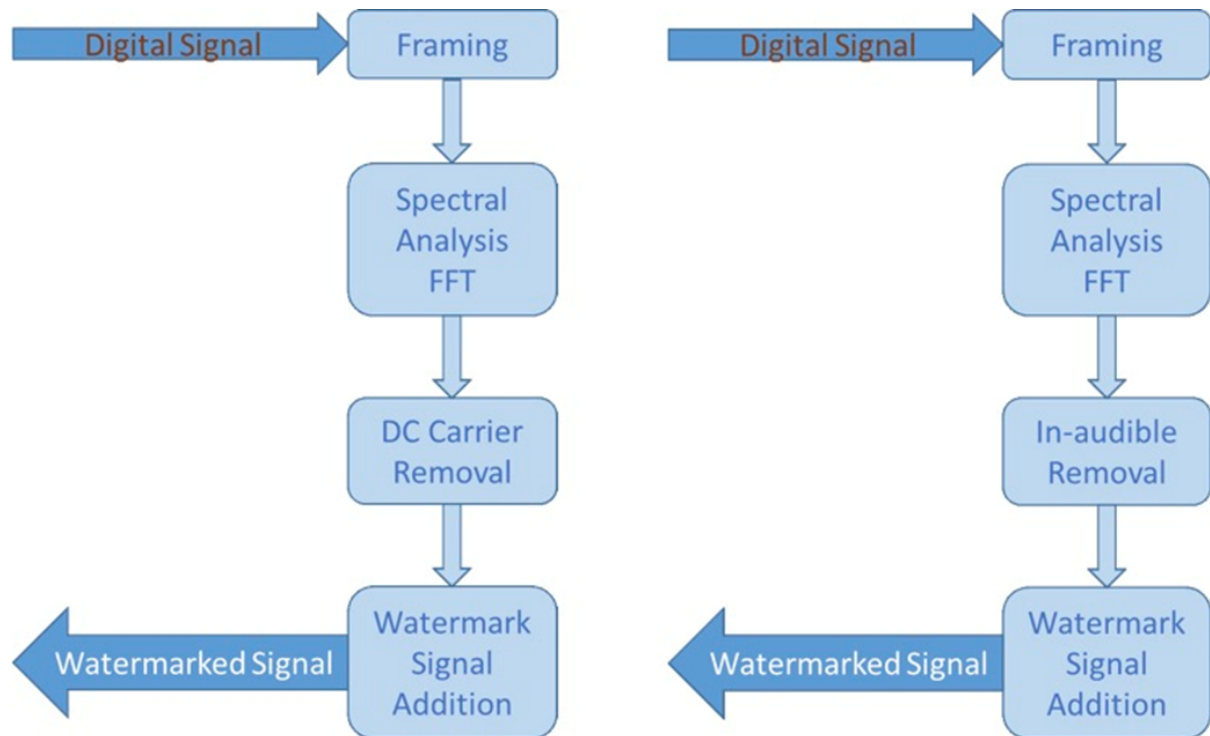 Digital Signal
Framing
Spectral
Analysis
FFT
DC Carrier
Removal
Watermark
Signal
Addition
Watermarked Signal
Digital Signal
Framing
Spectral
Analysis
FFT
In-audible
Removal
Watermark
Signal
Addition
Watermarked Signal